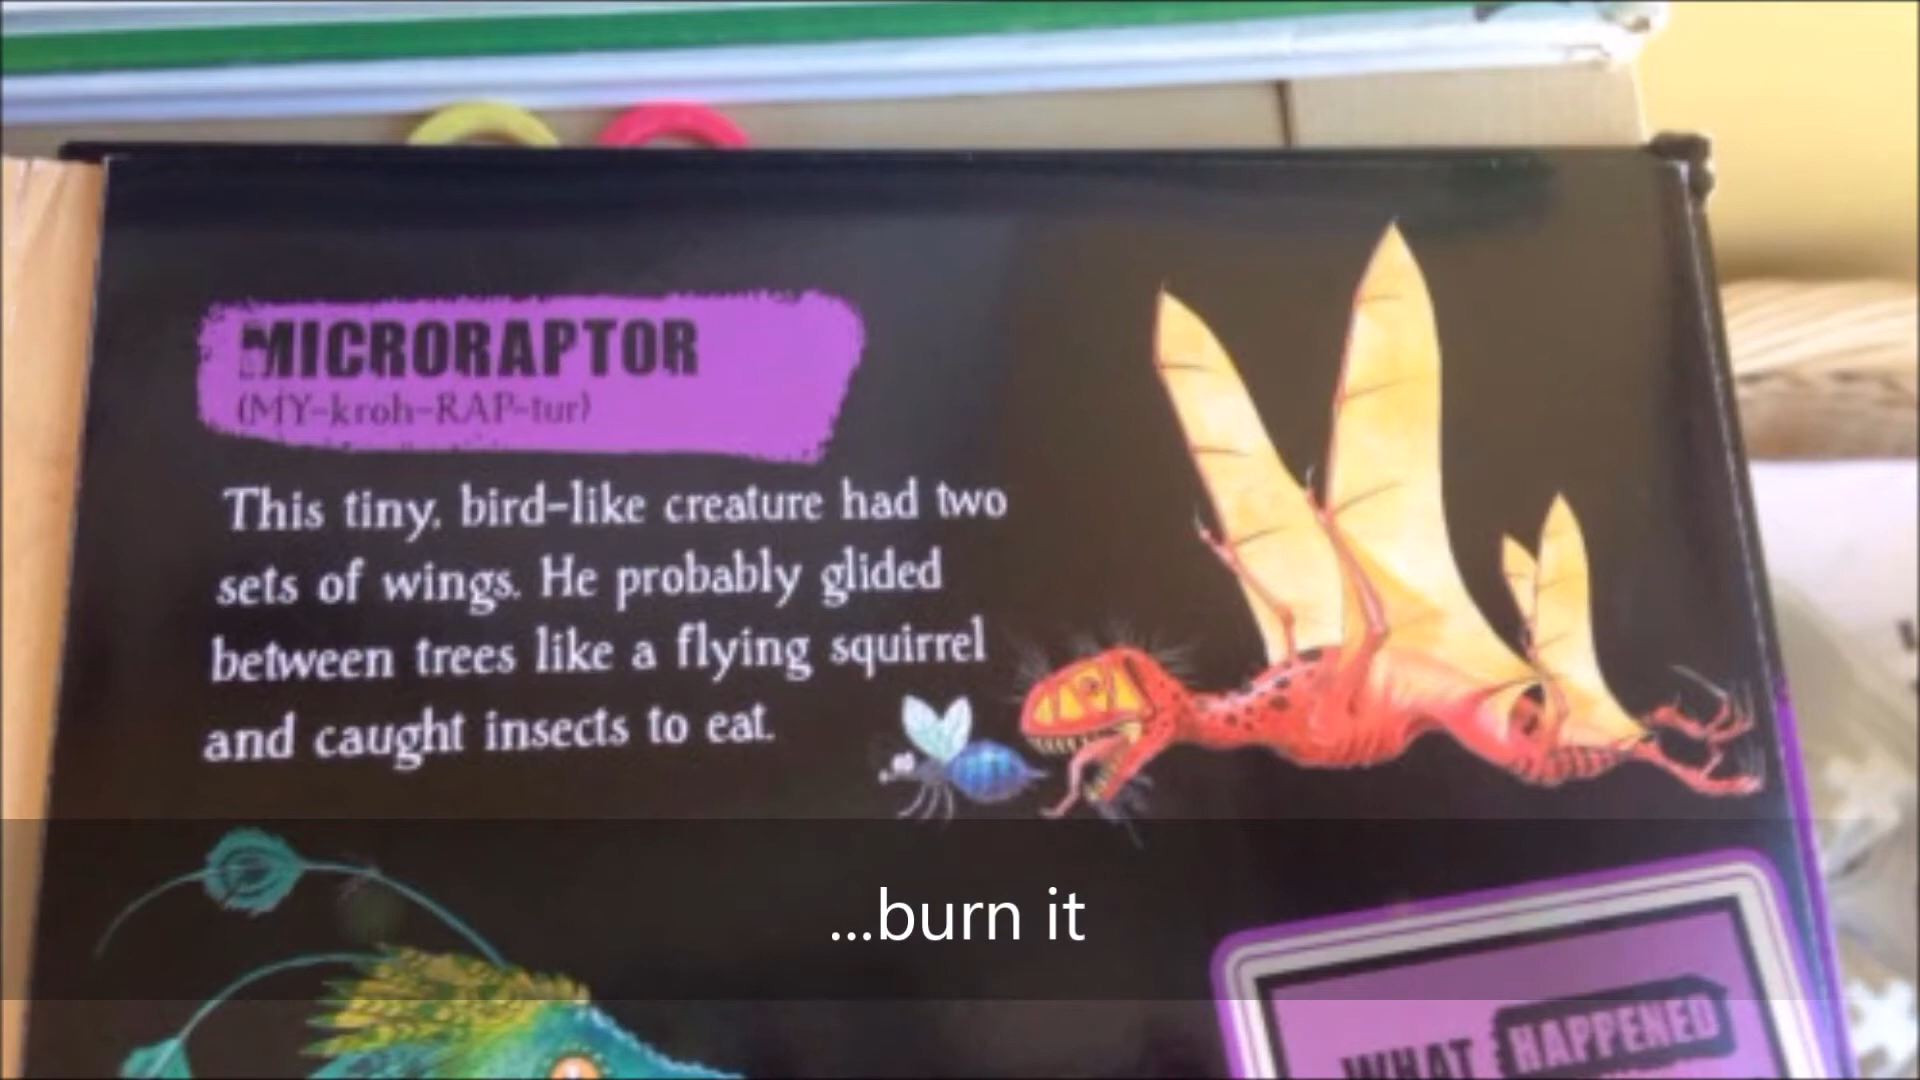 MICRORAPTOR
(MY-kroh-RAP-tur)
This tiny, bird-like creature had two
sets of wings. He probably glided
between trees like a flying squirrel
and caught insects to eat.
...burn it
WHAT HAPPENED